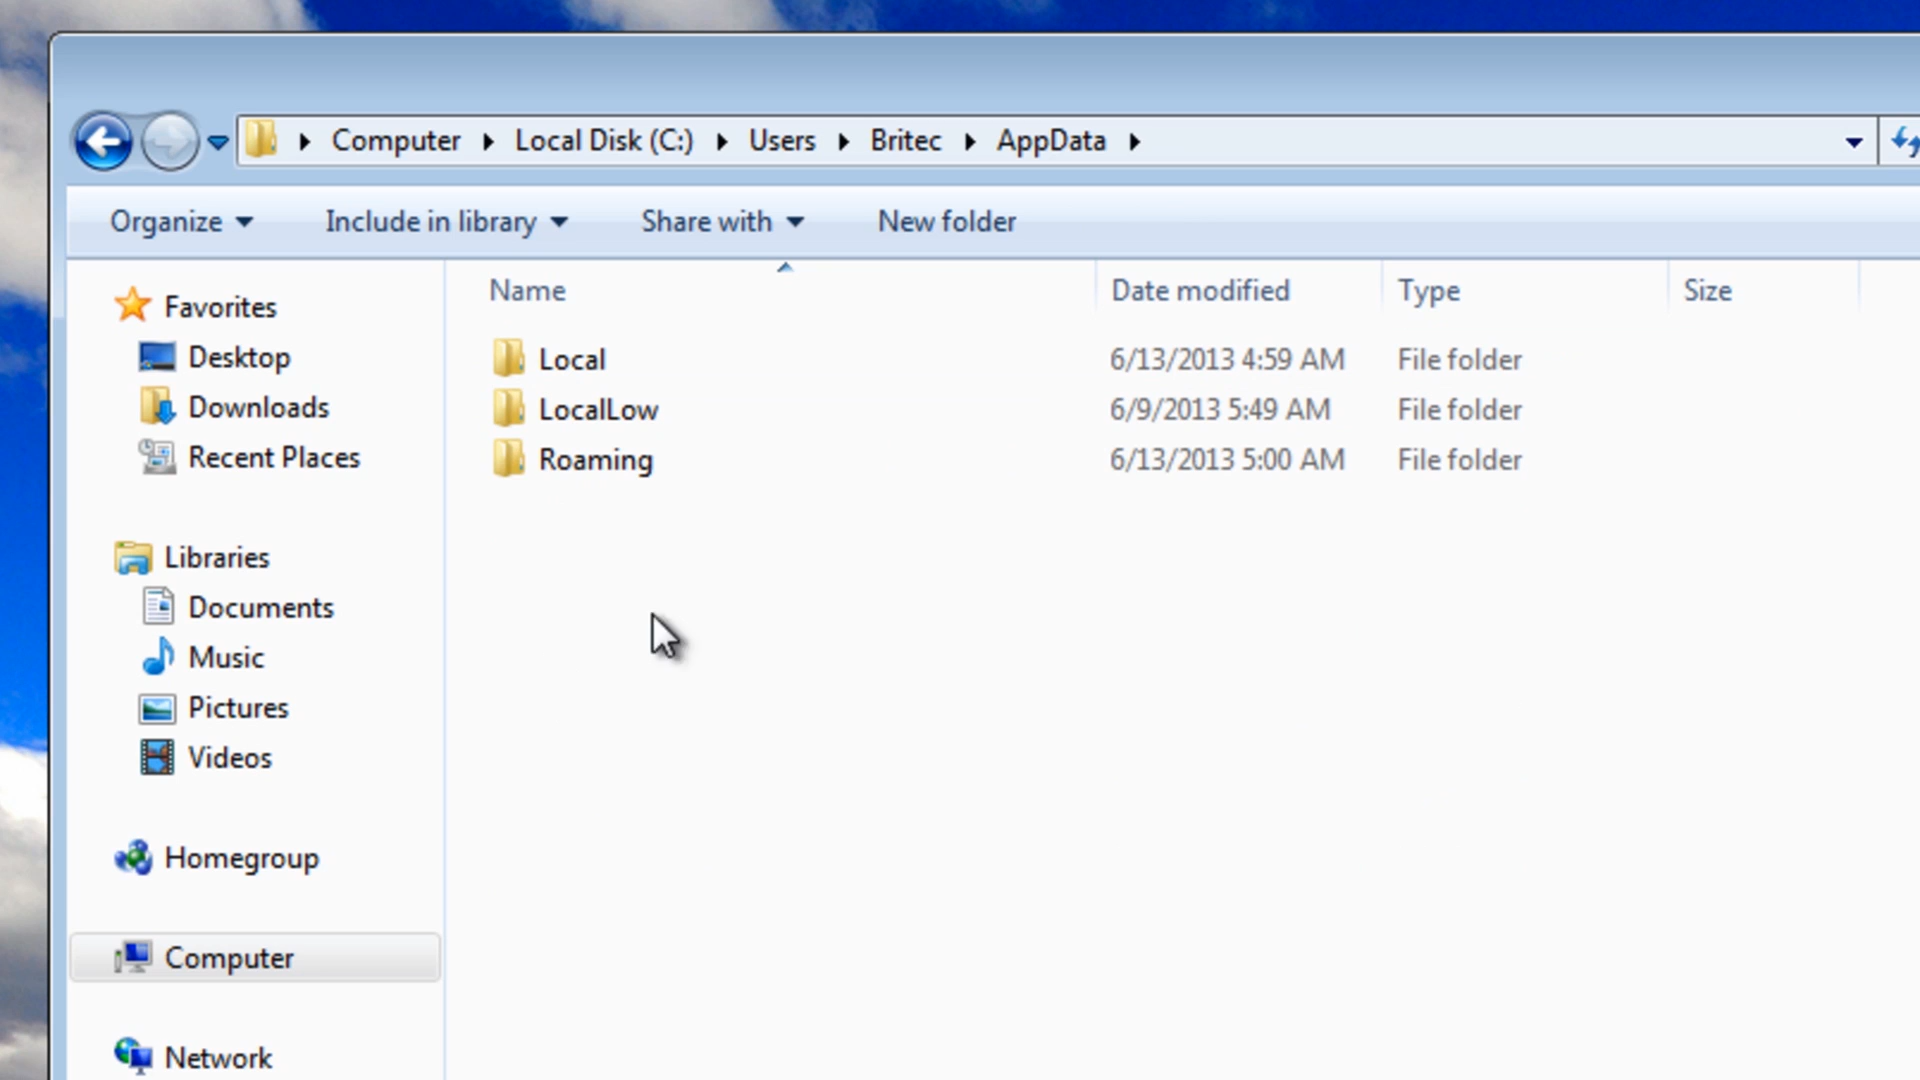 Computer Local Disk (C:) Users Britec AppData
Organize Include in library Share with New folder
Favorites
Desktop
Downloads
Recent Places
Libraries
Documents
Music
Pictures
Videos
Homegroup
Computer
Network
Name Date modified Type Size
Local 6/13/2013 4:59 AM File folder
LocalLow 6/9/2013 5:49 AM File folder
Roaming 6/13/2013 5:00 AM File folder